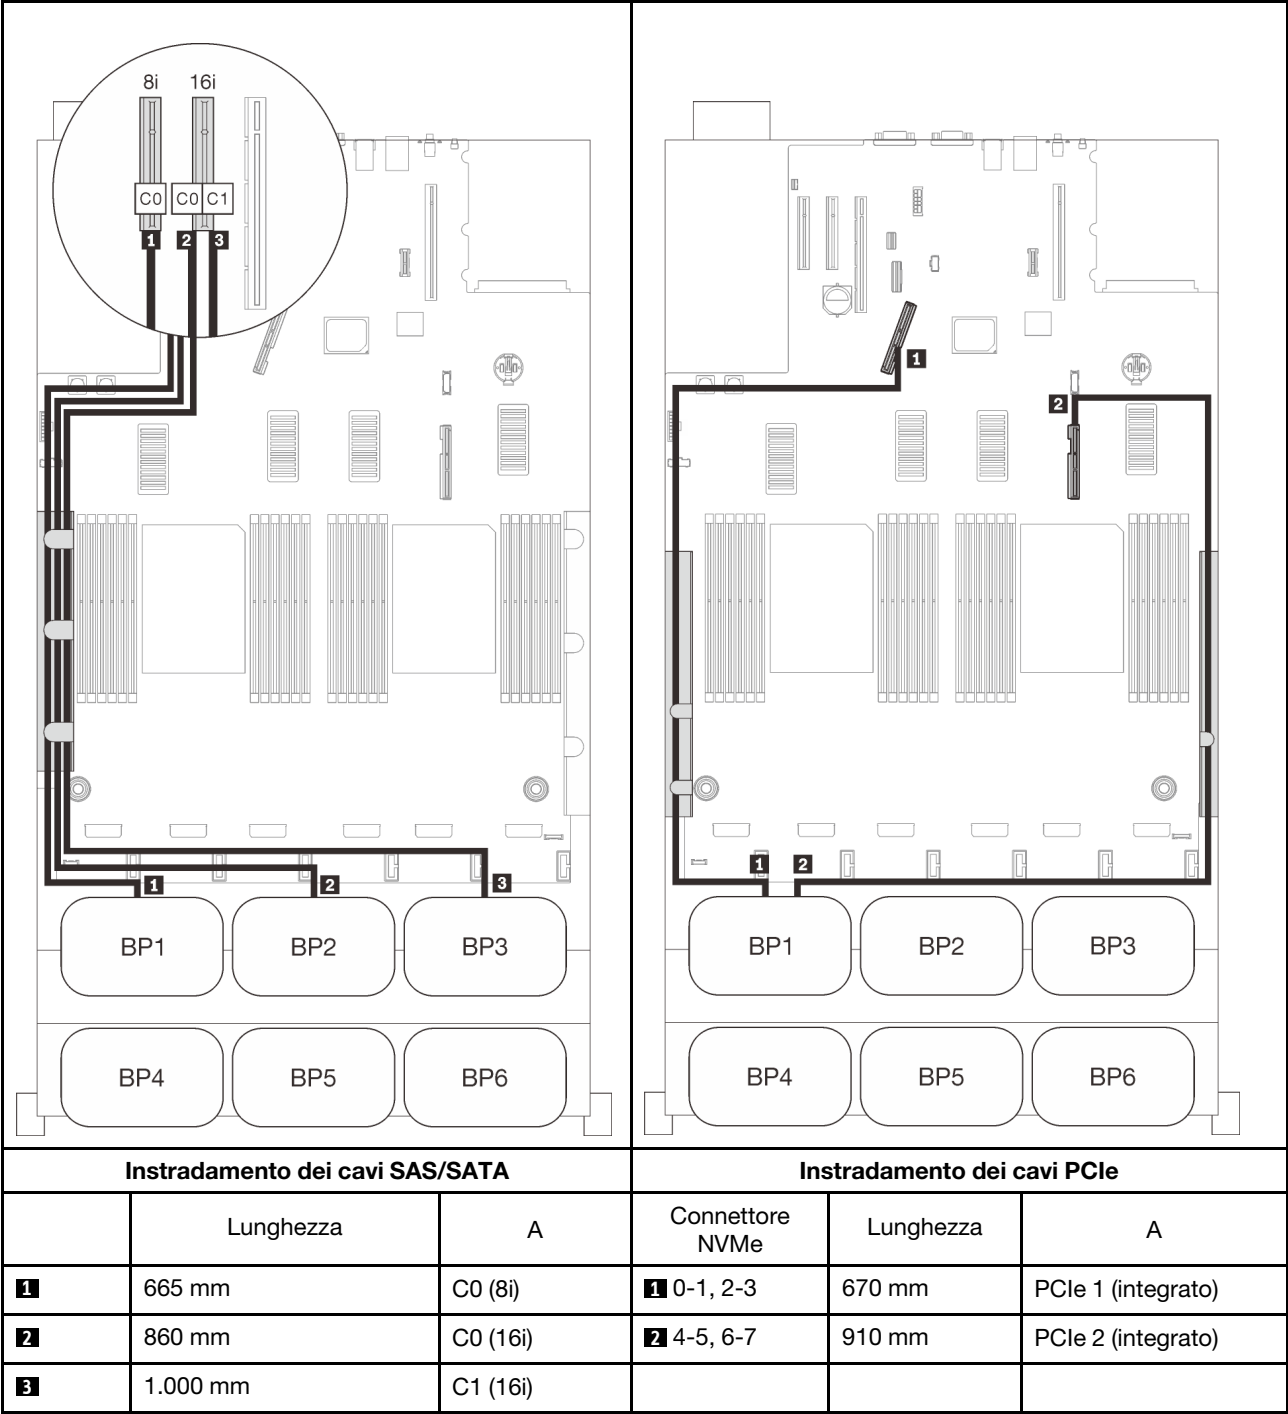 8i 16i
C0 C0 C1
1 2 3
1 2 3
BP1 BP2 BP3
BP4 BP5 BP6
1
2
1 2
BP1 BP2 BP3
BP4 BP5 BP6
Instradamento dei cavi SAS/SATA
Instradamento dei cavi PCIe
Lunghezza A Connettore NVMe Lunghezza A
1 665 mm C0 (8i) 1 0-1, 2-3 670 mm PCIe 1 (integrato)
2 860 mm C0 (16i) 2 4-5, 6-7 910 mm PCIe 2 (integrato)
3 1.000 mm C1 (16i)